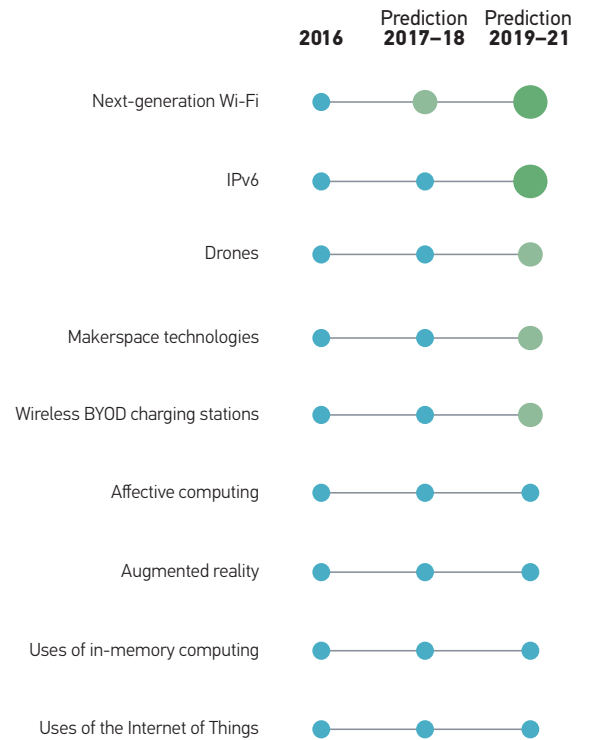 Prediction Prediction
2016 2017–18 2019–21
Next-generation Wi-Fi
IPv6
Drones
Makerspace technologies
Wireless BYOD charging stations
Affective computing
Augmented reality
Uses of in-memory computing
Uses of the Internet of Things